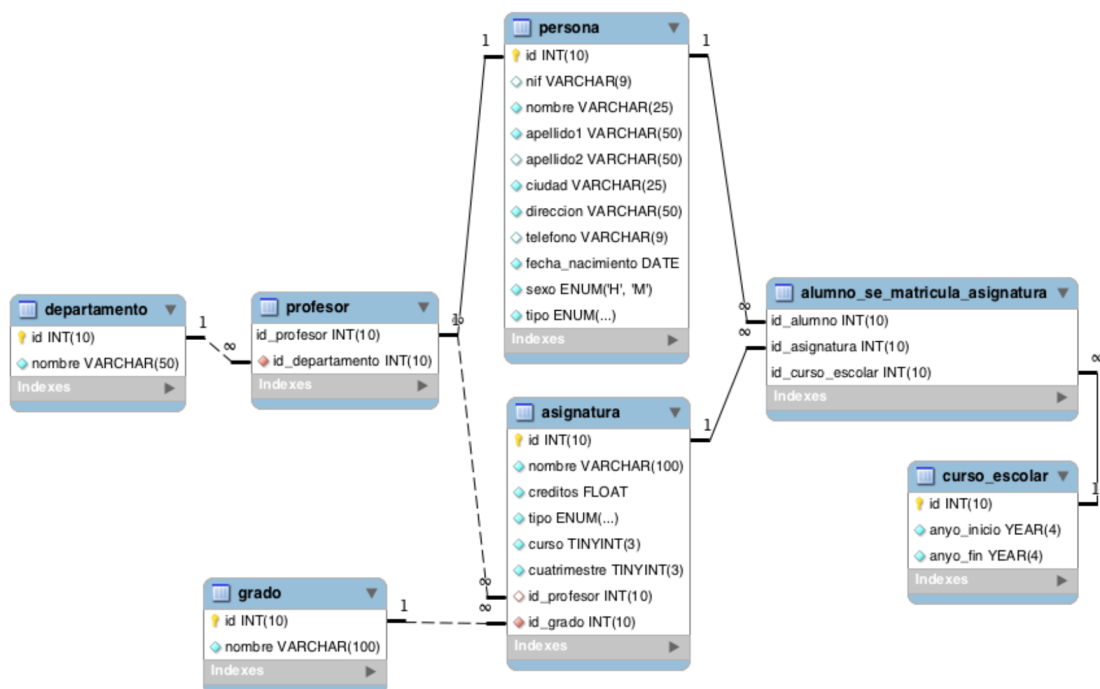 persona
id INT(10)
nif VARCHAR(9)
nombre VARCHAR(25)
apellido1 VARCHAR(50)
apellido2 VARCHAR(50)
ciudad VARCHAR(25)
direccion VARCHAR(50)
telefono VARCHAR(9)
fecha_nacimiento DATE
sexo ENUM('H', 'M')
tipo ENUM(...)
Indexes
1
1
departamento
id INT(10)
nombre VARCHAR(50)
Indexes
1
∞
profesor
id_profesor INT(10)
id_departamento INT(10)
Indexes
1
alumno_se_matricula_asignatura
id_alumno INT(10)
id_asignatura INT(10)
id_curso_escolar INT(10)
Indexes
∞
∞
∞
asignatura
id INT(10)
nombre VARCHAR(100)
creditos FLOAT
tipo ENUM(...)
curso TINYINT(3)
cuatrimestre TINYINT(3)
id_profesor INT(10)
id_grado INT(10)
Indexes
1
∞
∞
curso_escolar
id INT(10)
anyo_inicio YEAR(4)
anyo_fin YEAR(4)
Indexes
1
grado
id INT(10)
nombre VARCHAR(100)
Indexes
1